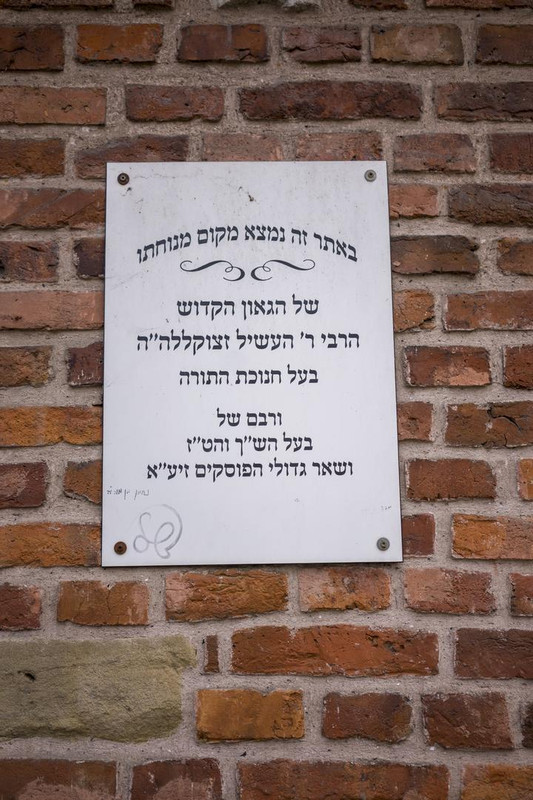 באתר זה נמצא מקום מנוחתו
של הגאון הקדוש
הרבי ר׳ העשיל זצוקללה״ה
בעל חנוכת התורה
ורבם של
בעל הש״ך והט״ז
ושאר גדולי הפוסקים זיע״א